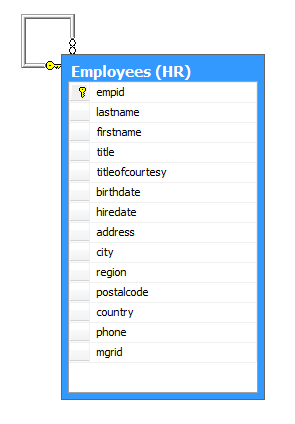 Employees (HR)
empid
lastname
firstname
title
titleofcourtesy
birthdate
hiredate
address
city
region
postalcode
country
phone
mgrid